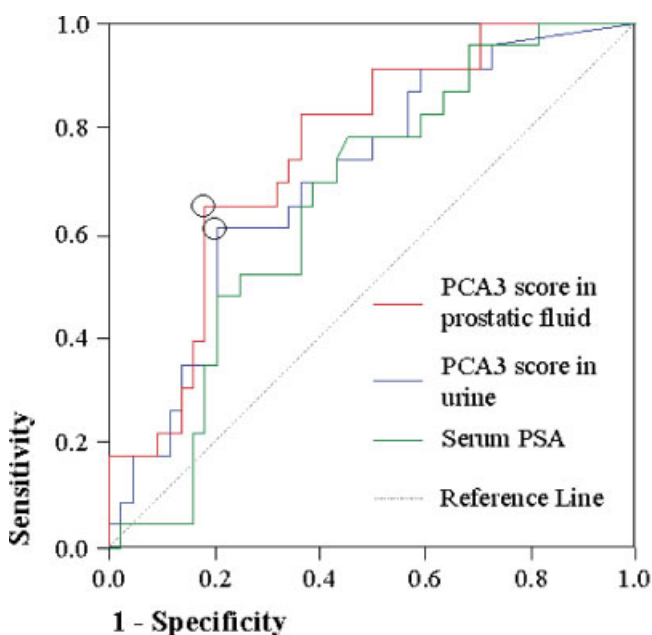 1.0
0.8
0.6
0.4
0.2
0.0
Sensitivity
PCA3 score in
prostatic fluid
PCA3 score in
urine
Serum PSA
Reference Line
0.0 0.2 0.4 0.6 0.8 1.0
1 - Specificity